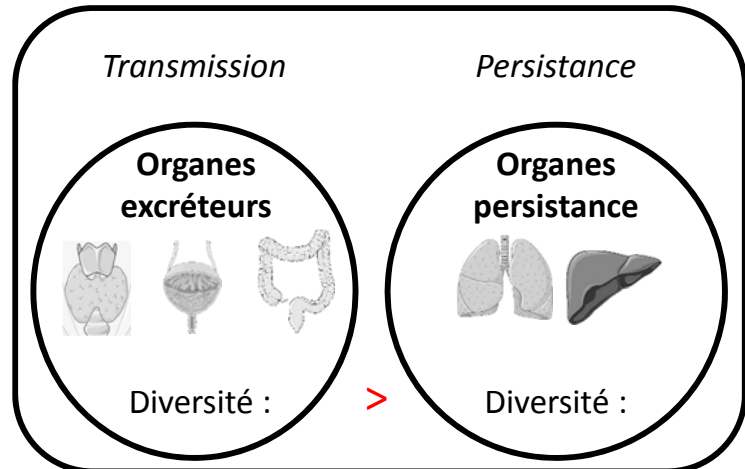 Transmission
Persistance
Organes
excréteurs
Organes
persistance
Diversité :
>
Diversité :